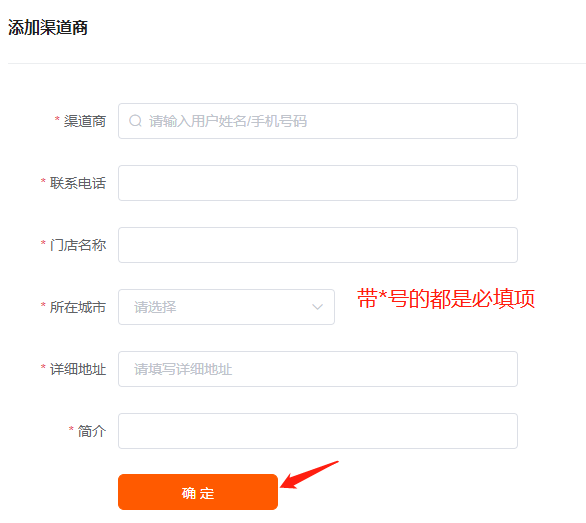 添加渠道商
* 渠道商 请输入用户姓名/手机号码
* 联系电话
* 门店名称
* 所在城市 请选择 带*号的都是必填项
* 详细地址 请填写详细地址
* 简介
确 定